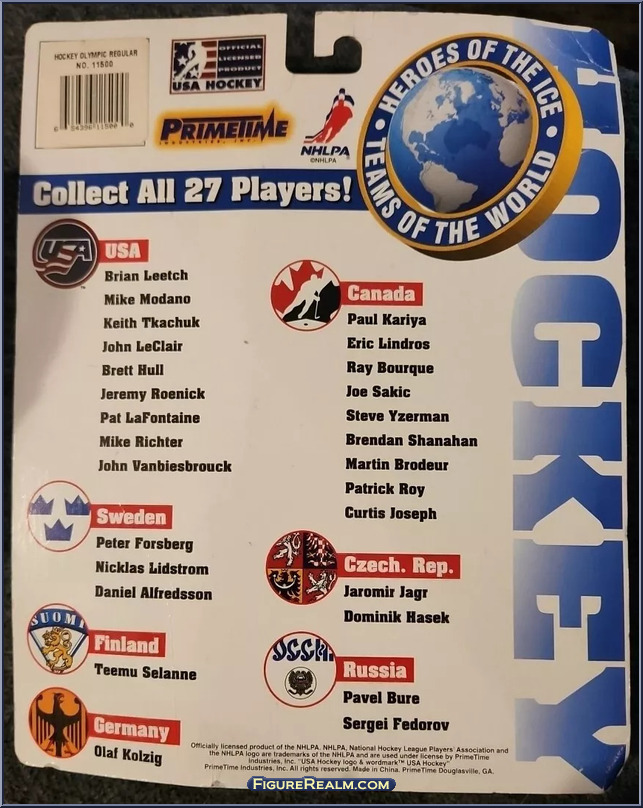 HOCKEY OLYMPIC REGULAR
NO. 11500
OFFICIAL
LICENSED
PRODUCT
USA HOCKEY
PRIMETIME
INDUSTRIES, INC.
NHLPA
©NHLPA
HEROES OF THE ICE
TEAMS OF THE WORLD
HOCKEY
Collect All 27 Players!
USA
USA
Brian Leetch
Mike Modano
Keith Tkachuk
John LeClair
Brett Hull
Jeremy Roenick
Pat LaFontaine
Mike Richter
John Vanbiesbrouck
Canada
Paul Kariya
Eric Lindros
Ray Bourque
Joe Sakic
Steve Yzerman
Brendan Shanahan
Martin Brodeur
Patrick Roy
Curtis Joseph
Sweden
Peter Forsberg
Nicklas Lidstrom
Daniel Alfredsson
Czech. Rep.
Jaromir Jagr
Dominik Hasek
SUOMI
Finland
Teemu Selanne
Russia
Pavel Bure
Sergei Fedorov
Germany
Olaf Kolzig
Officially licensed product of the NHLPA. NHLPA, National Hockey League Players' Association and
the NHLPA logo are trademarks of the NHLPA and are used under license by PrimeTime
Industries, Inc. "USA Hockey logo & wordmark™ USA Hockey"
PrimeTime Industries, Inc. All rights reserved. Made in China. PrimeTime Douglasville, GA.
FIGUREREALM.COM